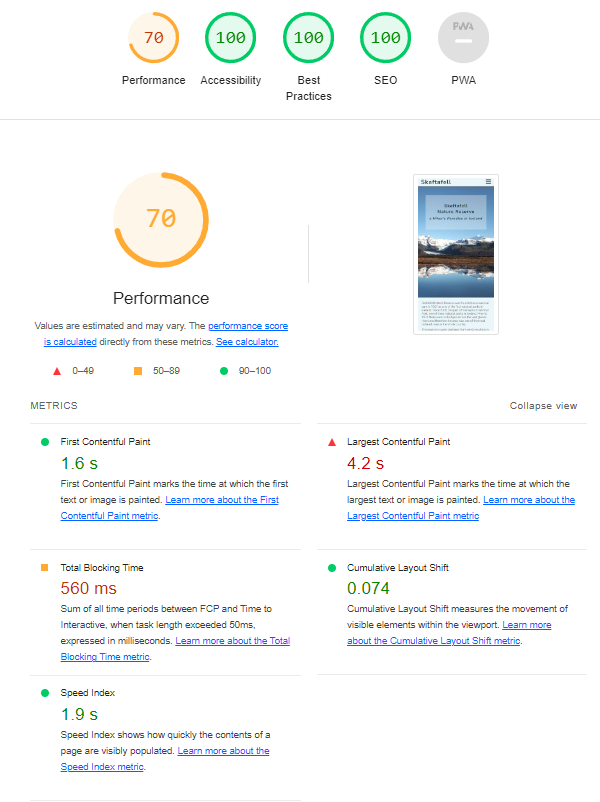 70
100
100
100
PWA
Performance
Accessibility
Best
Practices
SEO
PWA
70
Performance
Values are estimated and may vary. The performance score
is calculated directly from these metrics. See calculator.
0–49
50–89
90–100
Skaftafell
Skaftafell
Nature Reserve
METRICS
Collapse view
First Contentful Paint
1.6 s
First Contentful Paint marks the time at which the first
text or image is painted. Learn more about the First
Contentful Paint metric.
Largest Contentful Paint
4.2 s
Largest Contentful Paint marks the time at which the
largest text or image is painted. Learn more about the
Largest Contentful Paint metric
Total Blocking Time
560 ms
Sum of all time periods between FCP and Time to
Interactive, when task length exceeded 50ms,
expressed in milliseconds. Learn more about the Total
Blocking Time metric.
Cumulative Layout Shift
0.074
Cumulative Layout Shift measures the movement of
visible elements within the viewport. Learn more
about the Cumulative Layout Shift metric.
Speed Index
1.9 s
Speed Index shows how quickly the contents of a
page are visibly populated. Learn more about the
Speed Index metric.